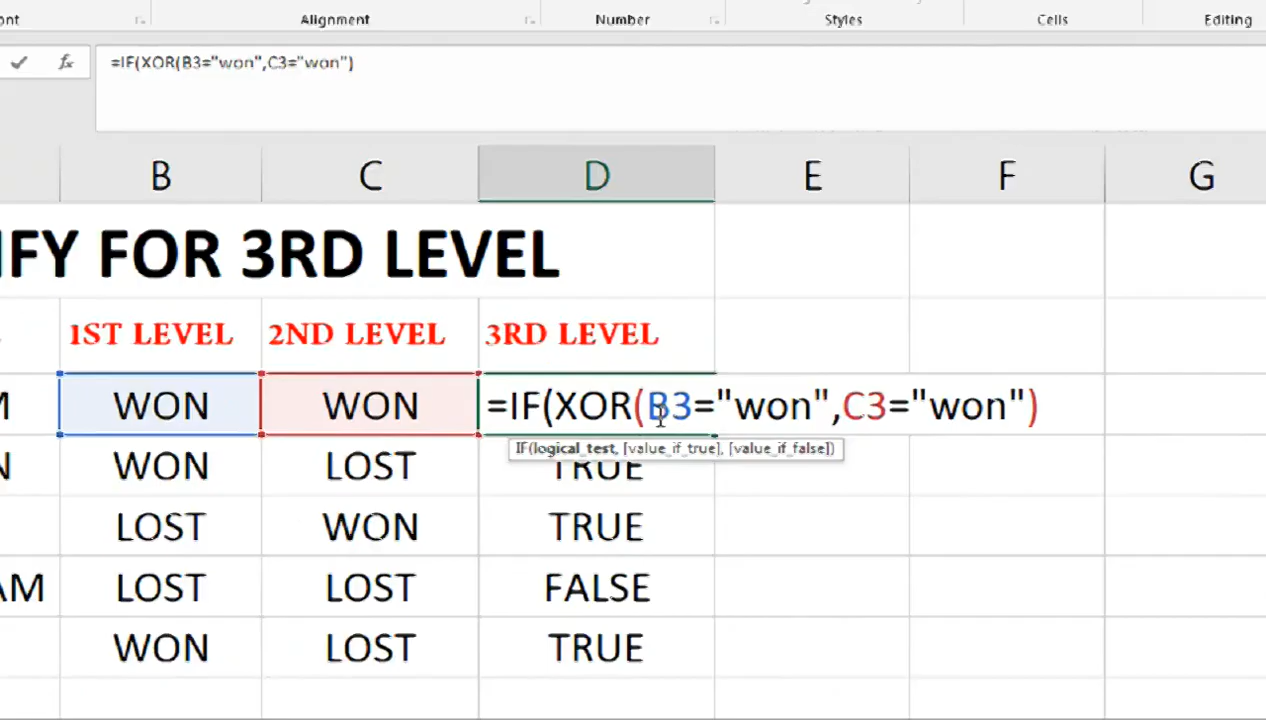 ont Alignment Number Styles Cells Editing
fx =IF(XOR(B3="won",C3="won")
B C D E F G
IFY FOR 3RD LEVEL
1ST LEVEL 2ND LEVEL 3RD LEVEL
M WON WON =IF(XOR(B3="won",C3="won")
IF(logical_test, [value_if_true], [value_if_false])
N WON LOST TRUE
LOST WON TRUE
AM LOST LOST FALSE
WON LOST TRUE